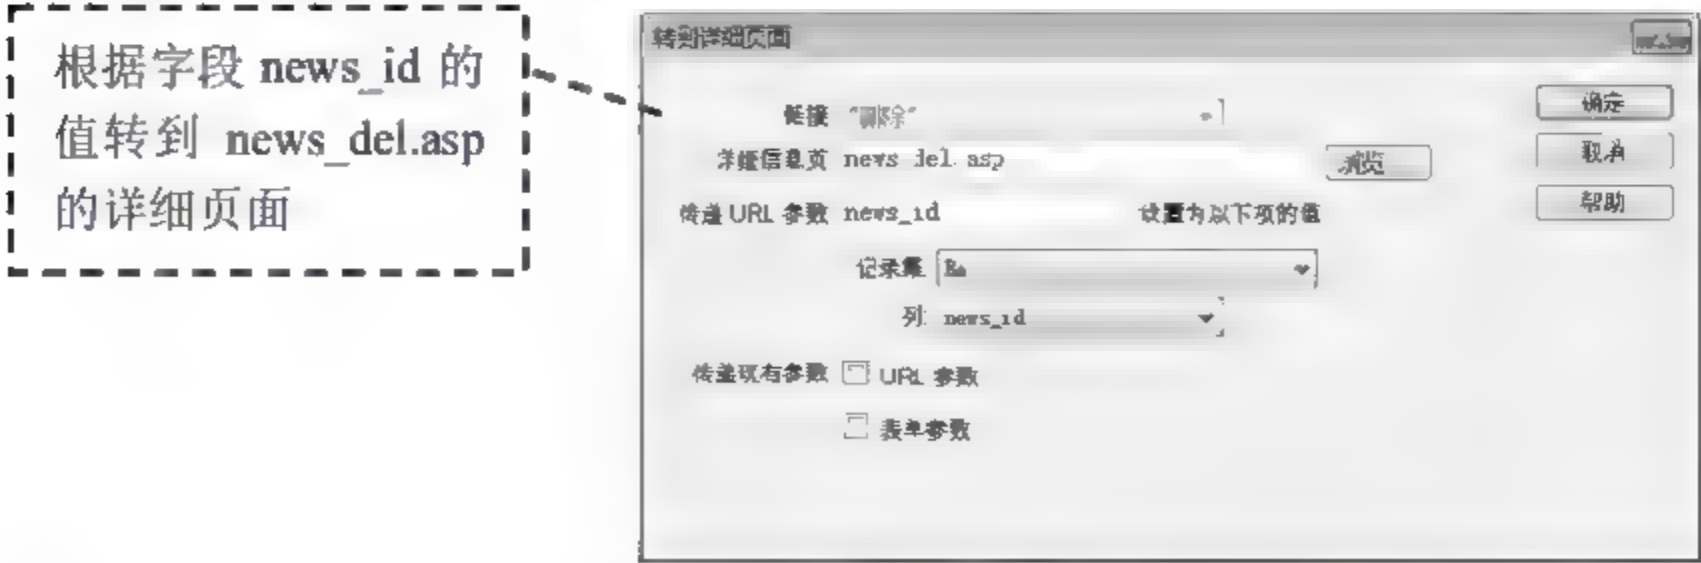 根据字段 news_id 的
值转到 news_del.asp
的详细页面
转到详细页面
链接 "删除"
确定
详细信息页 news_del.asp 浏览
取消
传递 URL 参数 news_id 设置为以下项的值
帮助
记录集
列: news_id
传递现有参数 URL 参数
表单参数